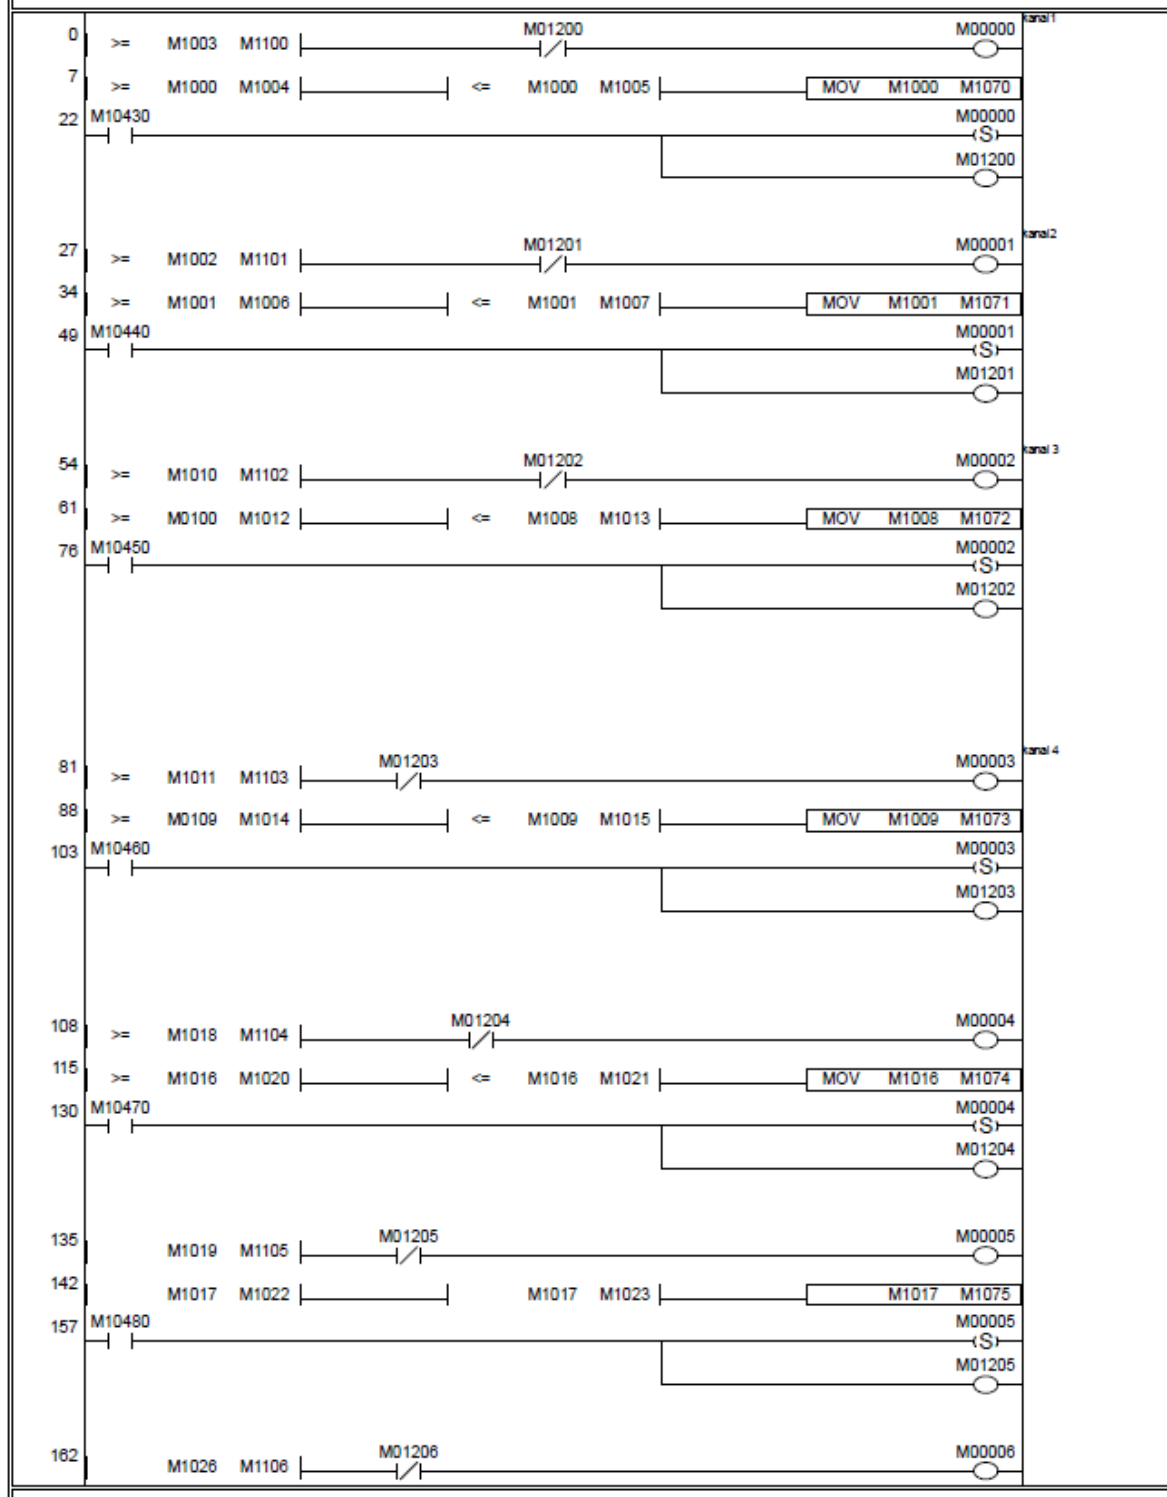 M01200 M00000 kanal1
0 >= M1003 M1100
7 >= M1000 M1004 <= M1000 M1005 MOV M1000 M1070
22 M10430 M00000
S
M01200
M01201 M00001 kanal2
27 >= M1002 M1101
34 >= M1001 M1006 <= M1001 M1007 MOV M1001 M1071
49 M10440 M00001
S
M01201
M01202 M00002 kanal 3
54 >= M1010 M1102
61 >= M0100 M1012 <= M1008 M1013 MOV M1008 M1072
76 M10450 M00002
S
M01202
M01203 M00003 kanal 4
81 >= M1011 M1103
88 >= M0109 M1014 <= M1009 M1015 MOV M1009 M1073
103 M10460 M00003
S
M01203
M01204 M00004
108 >= M1018 M1104
115 >= M1016 M1020 <= M1016 M1021 MOV M1016 M1074
130 M10470 M00004
S
M01204
135 M01205 M00005
M1019 M1105
142 M1017 M1022 M1017 M1023 M1017 M1075
157 M10480 M00005
S
M01205
162 M01206 M00006
M1026 M1106